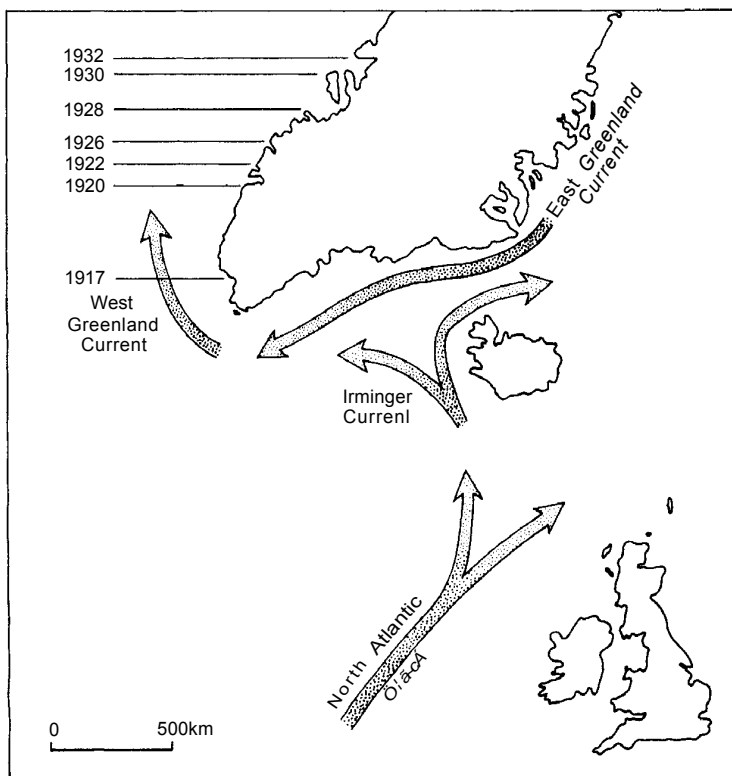 1932
1930
1928
1926
1922
1920
1917
West
Greenland
Current
East Greenland
Current
Irminger
Currenl
North Atlantic
0 500km